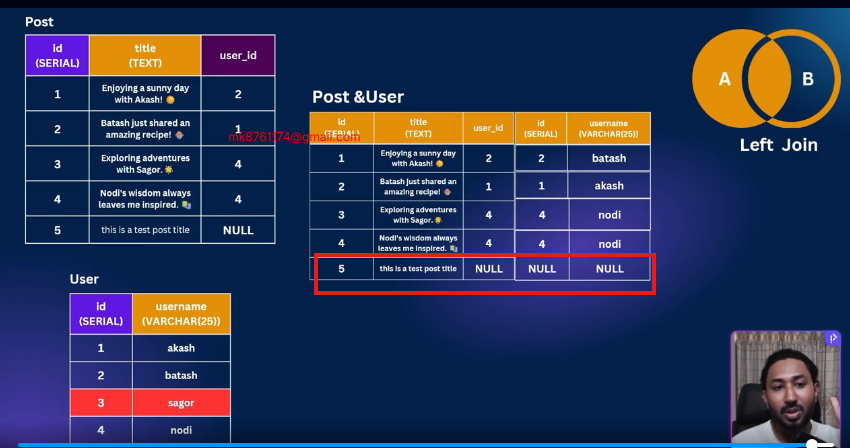 Post
id
(SERIAL)
title
(TEXT)
user_id
1
Enjoying a sunny day
with Akash! 🌞
2
2
Batash just shared an
amazing recipe!
1
3
Exploring adventures
with Sagor.
4
4
Nodi's wisdom always
leaves me inspired. 📚
4
5
this is a test post title
NULL
User
id
(SERIAL)
username
(VARCHAR(25))
1
akash
2
batash
3
sagor
4
nodi
Post &User
id
(SERIAL)
title
(TEXT)
user_id
id
(SERIAL)
username
(VARCHAR(25))
mk8761174@gmail.com
1
Enjoying a sunny day
with Akash! 🌞
2
2
batash
2
Batash just shared an
amazing recipe!
1
1
akash
3
Exploring adventures
with Sagor.
4
4
nodi
4
Nodi's wisdom always
leaves me inspired. 📚
4
4
nodi
5
this is a test post title
NULL
NULL
NULL
A
B
Left Join